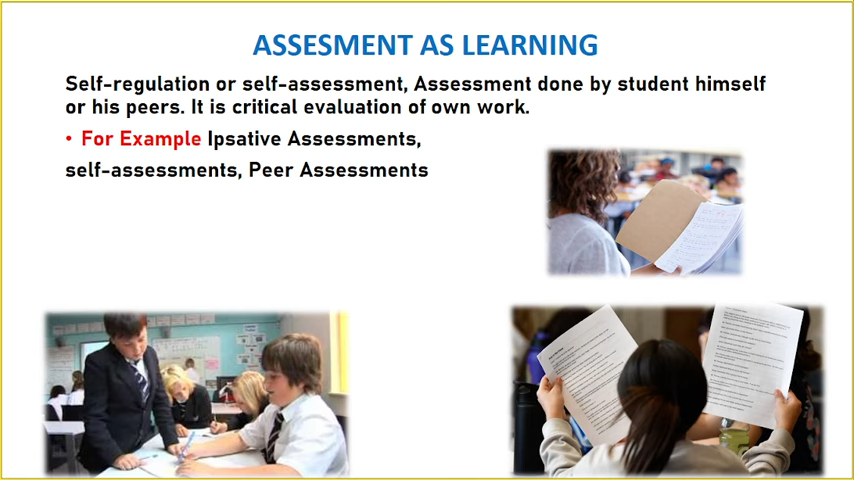 ASSESMENT AS LEARNING
Self-regulation or self-assessment, Assessment done by student himself
or his peers. It is critical evaluation of own work.
• For Example Ipsative Assessments,
self-assessments, Peer Assessments